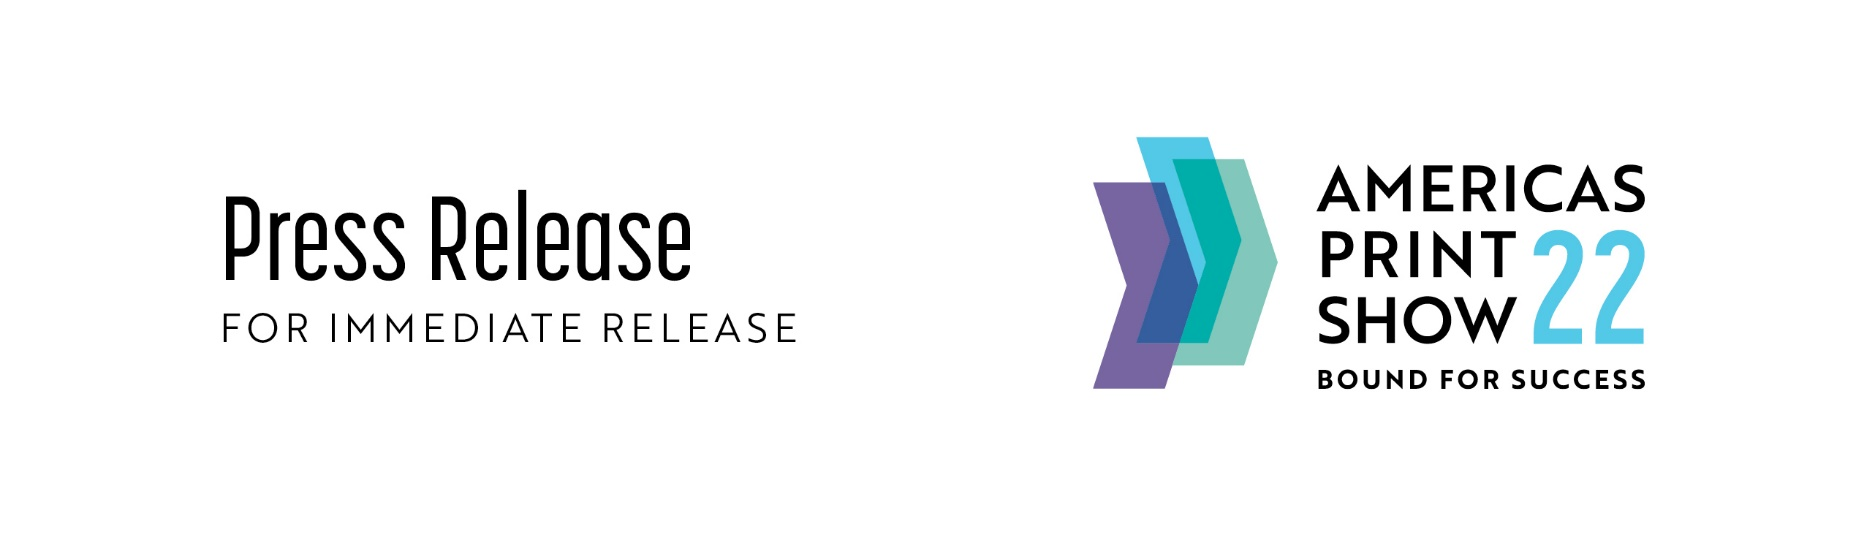 Press Release
FOR IMMEDIATE RELEASE
AMERICAS
PRINT
SHOW 22
BOUND FOR SUCCESS